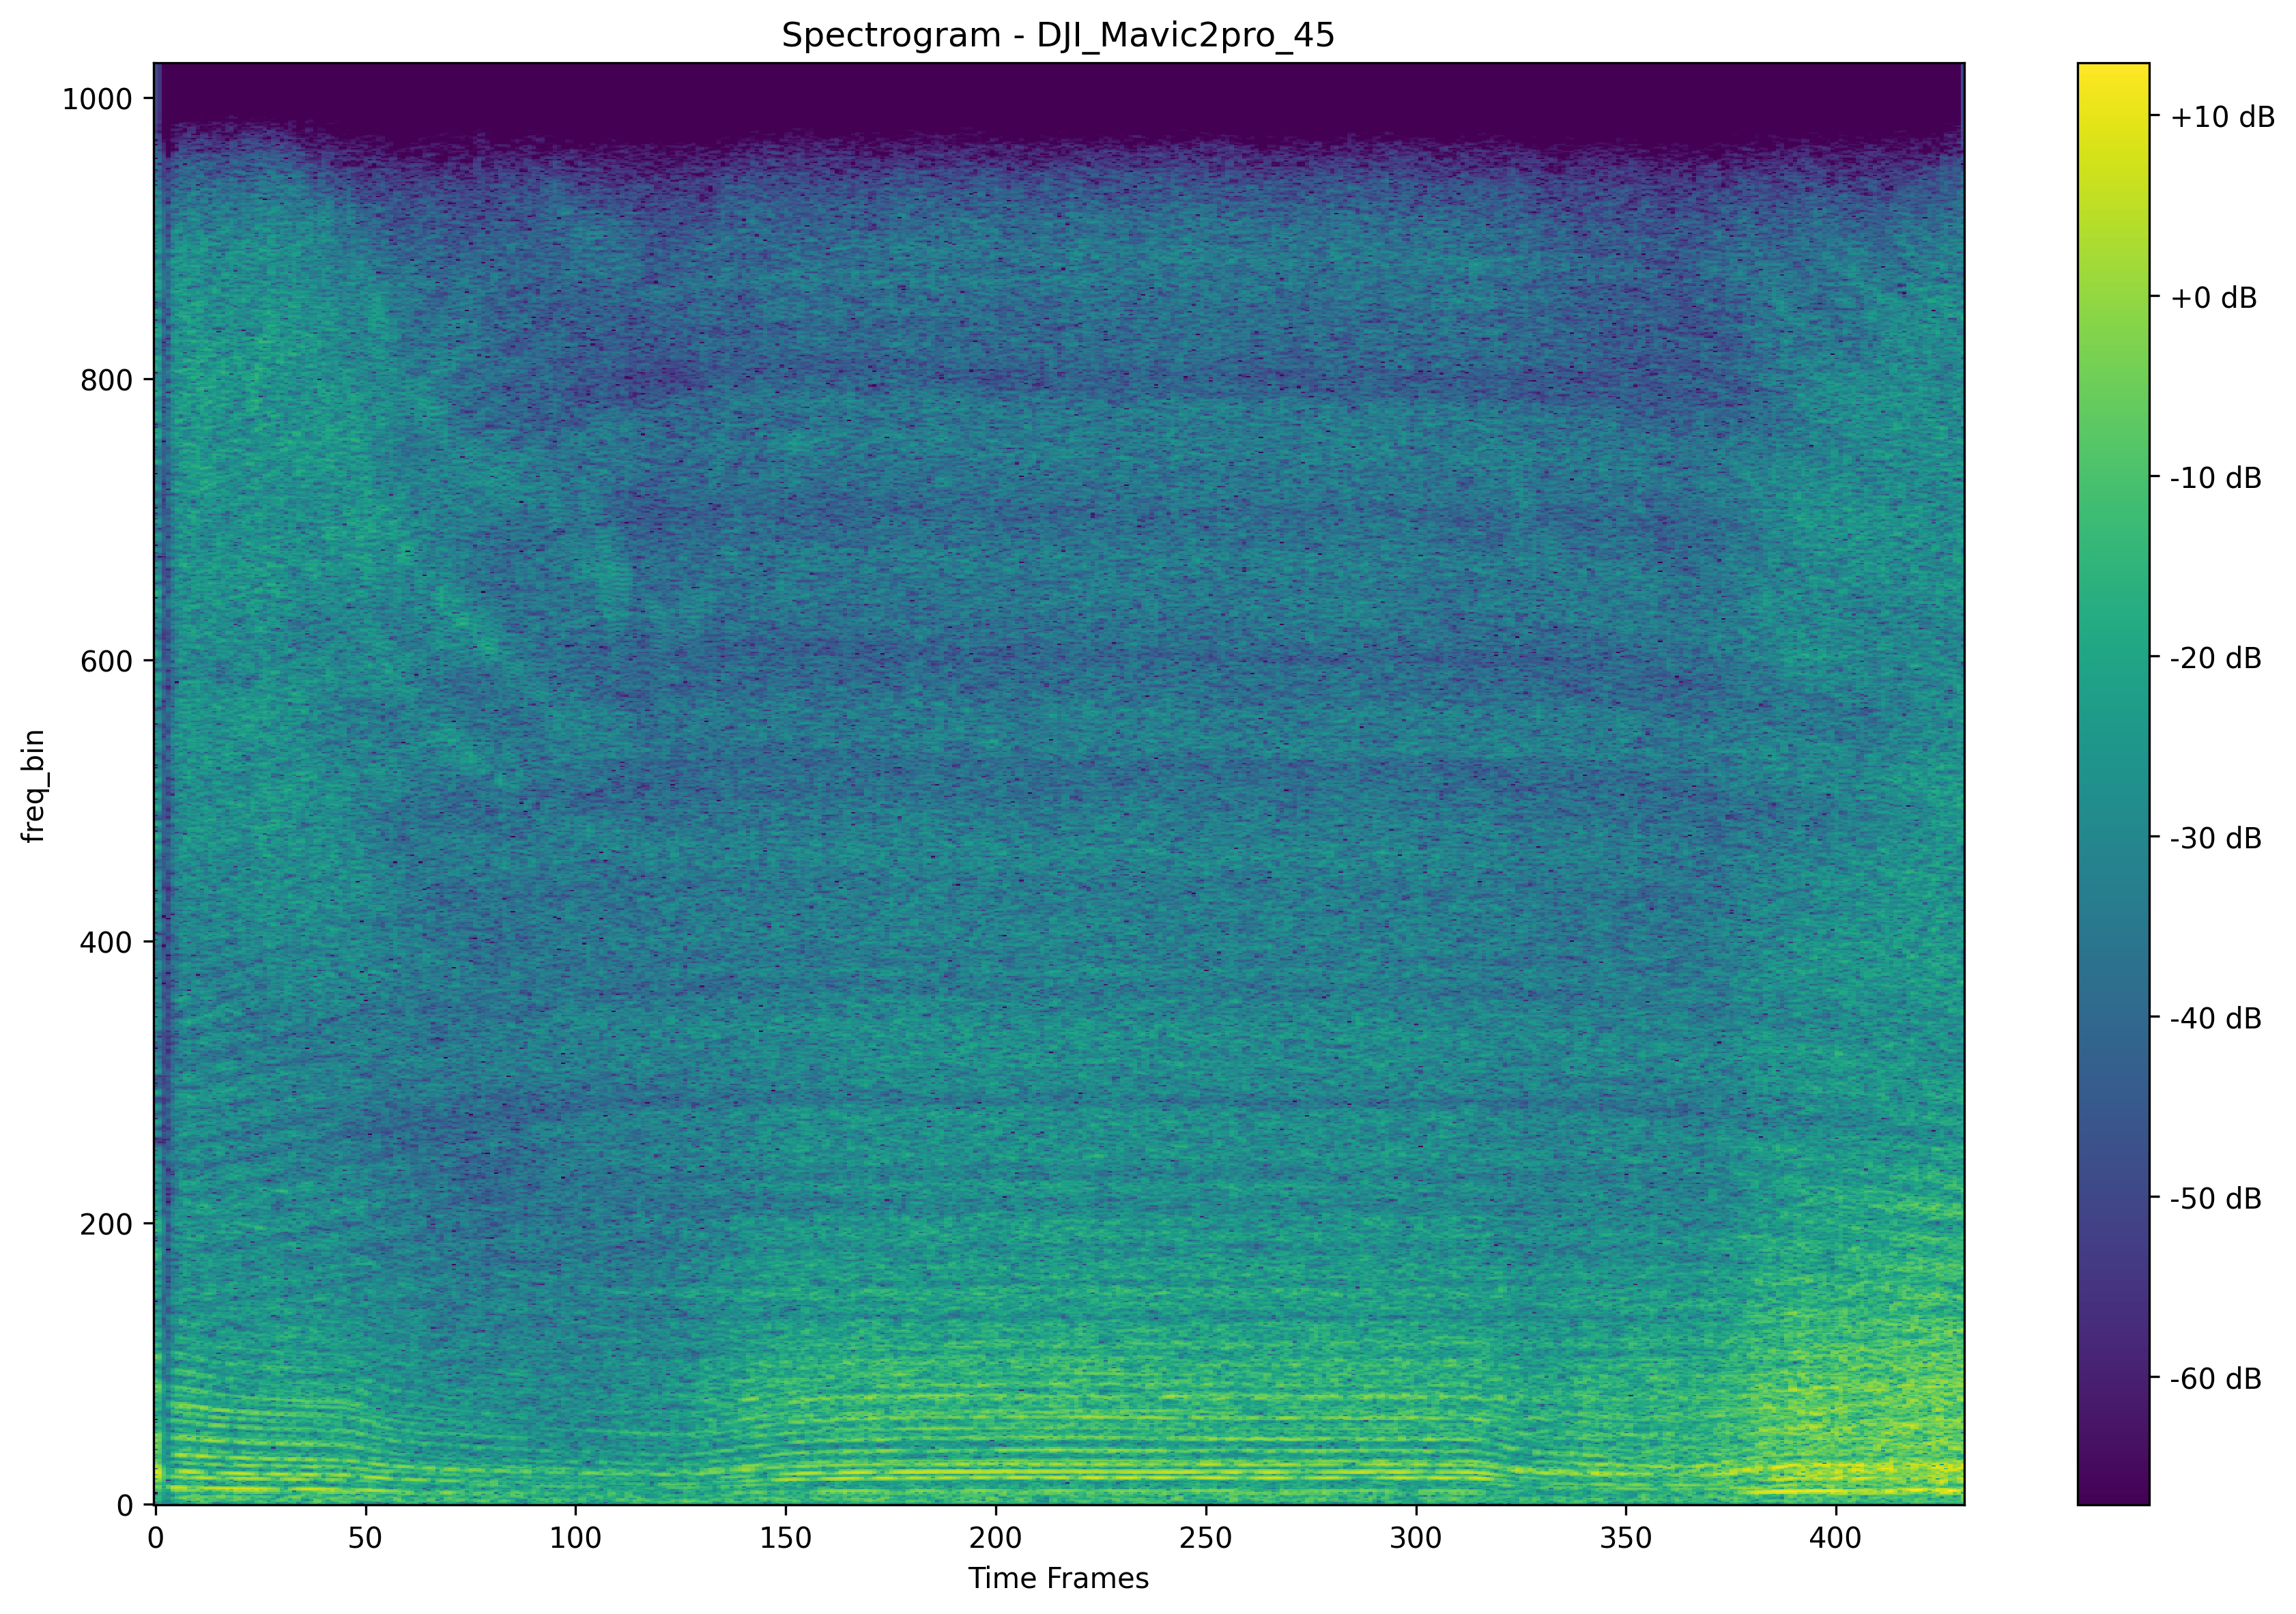 Spectrogram - DJI_Mavic2pro_45
1000
800
600
400
200
0
freq_bin
0 50 100 150 200 250 300 350 400
Time Frames
+10 dB
+0 dB
-10 dB
-20 dB
-30 dB
-40 dB
-50 dB
-60 dB